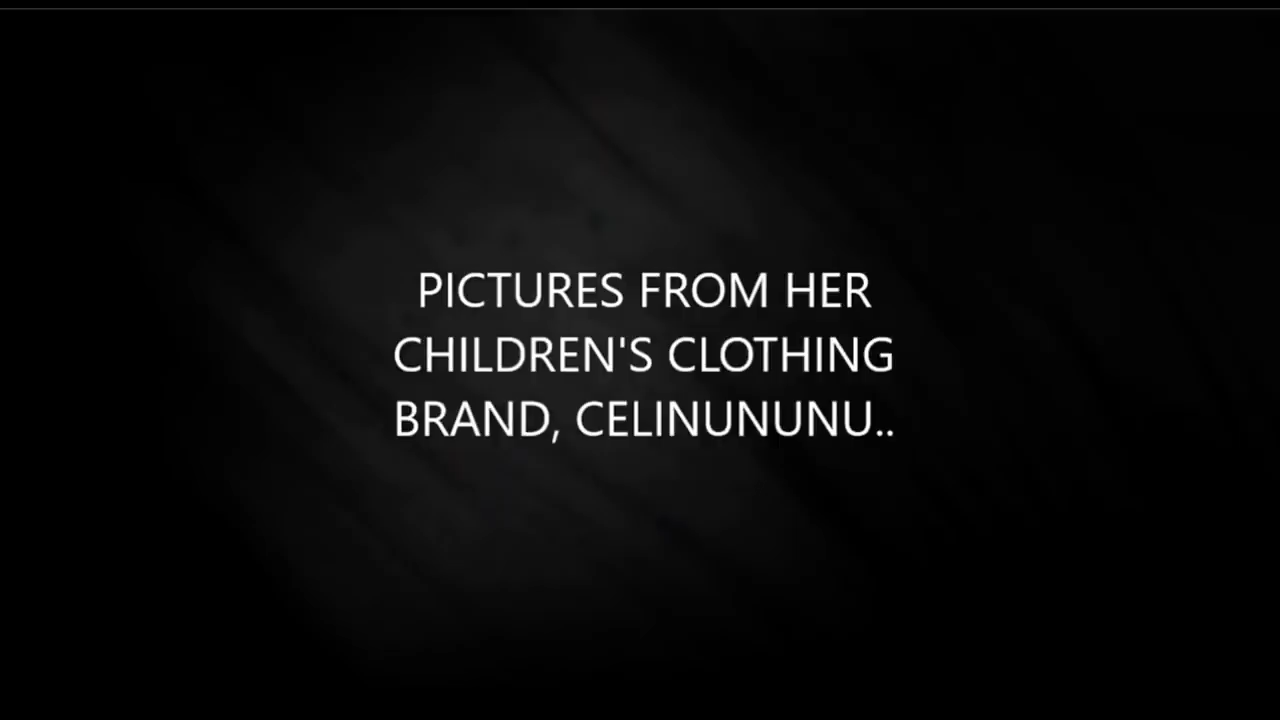 PICTURES FROM HER
CHILDREN'S CLOTHING
BRAND, CELINUNUNU..